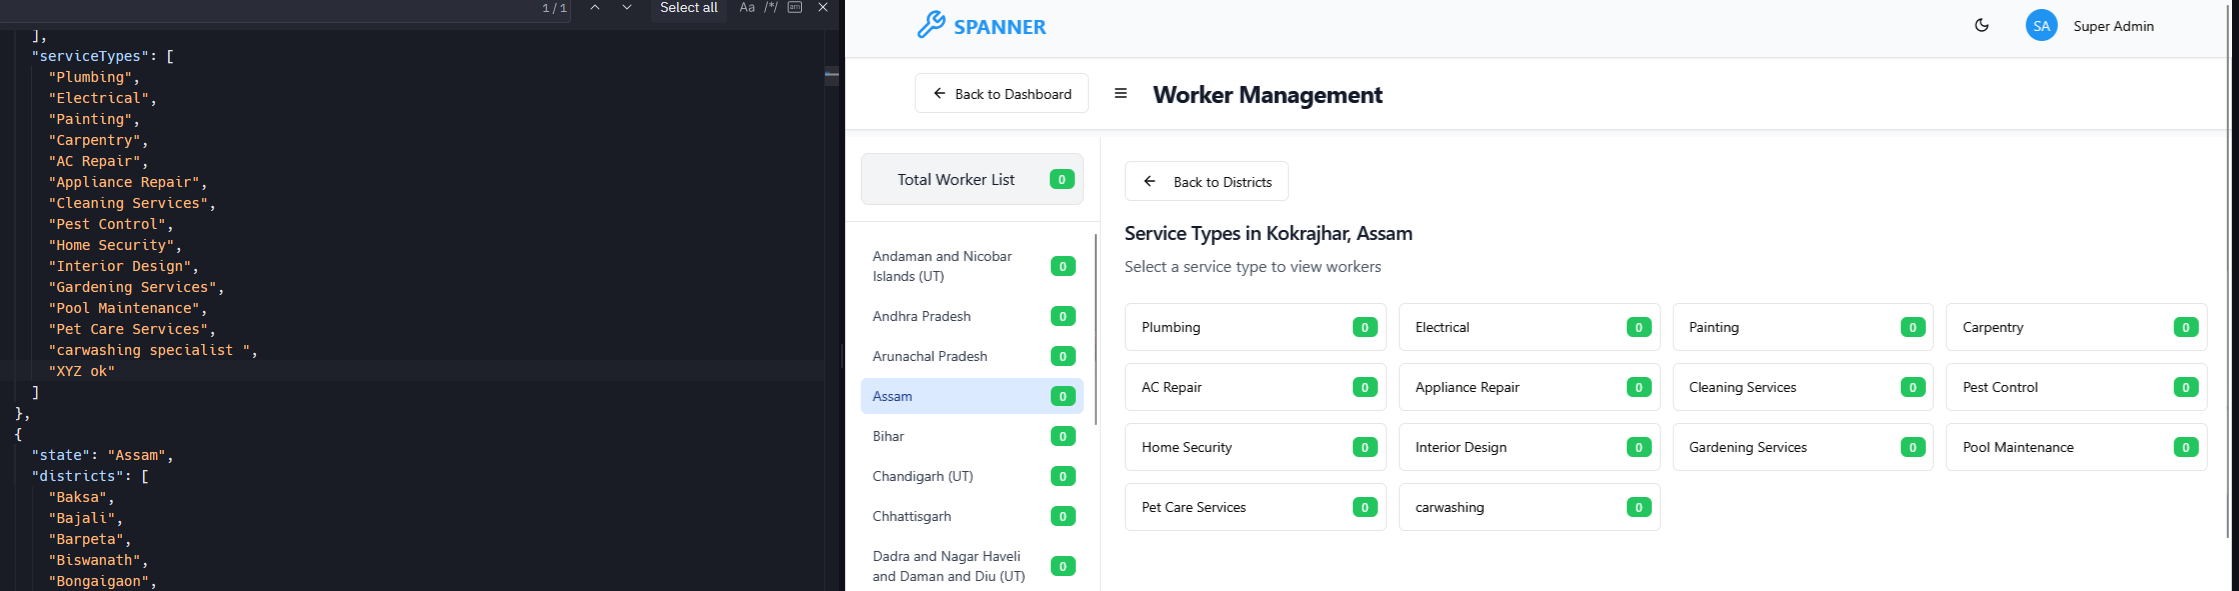 1/1
Select all
Aa
],
"serviceTypes": [
"Plumbing",
"Electrical",
"Painting",
"Carpentry",
"AC Repair",
"Appliance Repair",
"Cleaning Services",
"Pest Control",
"Home Security",
"Interior Design",
"Gardening Services",
"Pool Maintenance",
"Pet Care Services",
"carwashing specialist ",
"XYZ ok"
]
},
{
"state": "Assam",
"districts": [
"Baksa",
"Bajali",
"Barpeta",
"Biswanath",
"Bongaigaon",
SPANNER
SA
Super Admin
Back to Dashboard
Worker Management
Total Worker List 0
Andaman and Nicobar
Islands (UT) 0
Andhra Pradesh 0
Arunachal Pradesh 0
Assam 0
Bihar 0
Chandigarh (UT) 0
Chhattisgarh 0
Dadra and Nagar Haveli
and Daman and Diu (UT) 0
Back to Districts
Service Types in Kokrajhar, Assam
Select a service type to view workers
Plumbing 0
Electrical 0
Painting 0
Carpentry 0
AC Repair 0
Appliance Repair 0
Cleaning Services 0
Pest Control 0
Home Security 0
Interior Design 0
Gardening Services 0
Pool Maintenance 0
Pet Care Services 0
carwashing 0